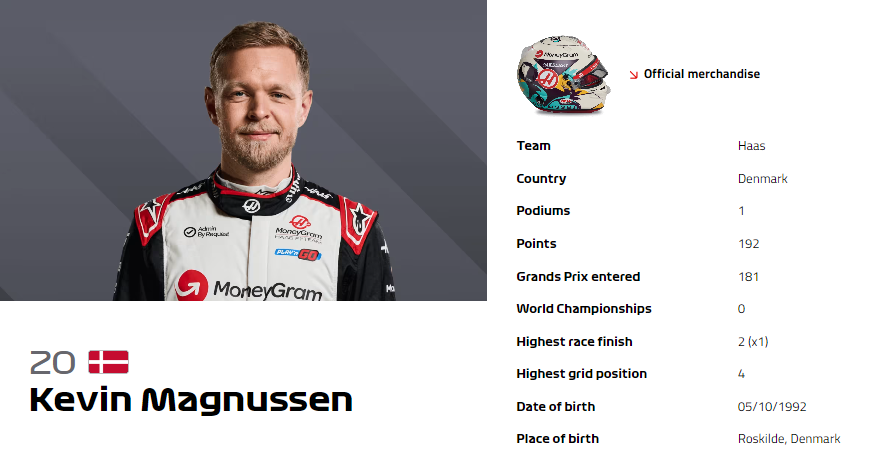 Admin
By Request
MoneyGram
HAAS F1 TEAM
PLAY'N GO
MoneyGram
20
Kevin Magnussen
MoneyGram
Official merchandise
Team Haas
Country Denmark
Podiums 1
Points 192
Grands Prix entered 181
World Championships 0
Highest race finish 2 (x1)
Highest grid position 4
Date of birth 05/10/1992
Place of birth Roskilde, Denmark